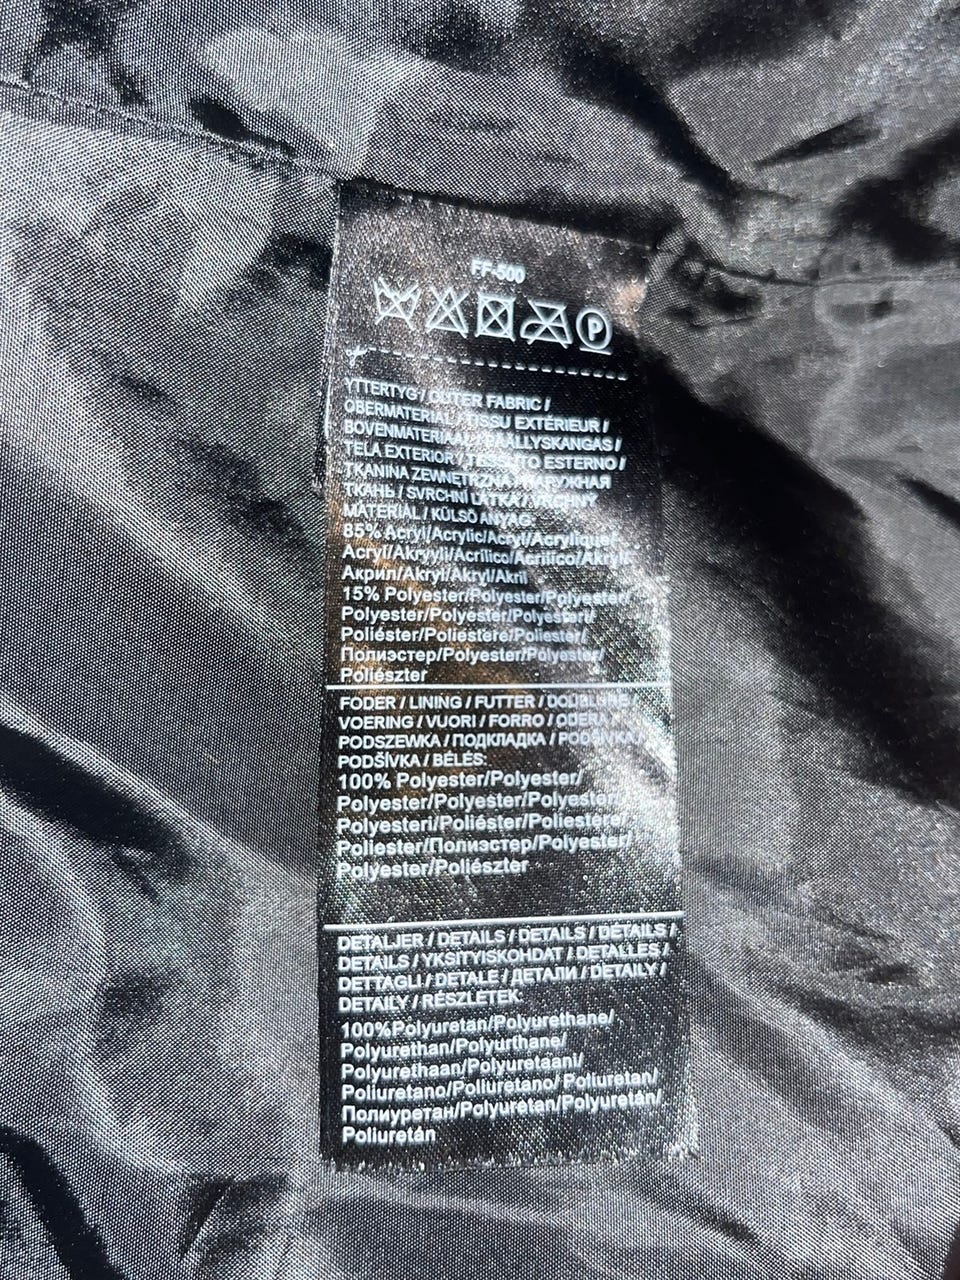 FF-500
P
YTTERTYG / OUTER FABRIC /
OBERMATERIAL / TISSU EXTÉRIEUR /
BOVENMATERIAAL / PÄÄLLYSKANGAS /
TELA EXTERIOR / TESSUTO ESTERNO /
TKANINA ZEWNĘTRZNA / НАРУЖНАЯ
ТКАНЬ / SVRCHNÍ LÁTKA / VRCHNÝ
MATERIÁL / KÜLSŐ ANYAG:
85% Acryl/Acrylic/Acryl/Acrylique/
Acryl/Akryyli/Acrílico/Acrilico/Akryl/
Акрил/Akryl/Akryl/Akril
15% Polyester/Polyester/Polyester/
Polyester/Polyester/Polyesteri/
Poliéster/Poliestere/Poliester/
Полиэстер/Polyester/Polyester/
Poliészter
FODER / LINING / FUTTER / DOUBLURE /
VOERING / VUORI / FORRO / ODERA /
PODSZEWKA / ПОДКЛАДКА / PODŠÍVKA /
PODŠÍVKA / BÉLÉS:
100% Polyester/Polyester/
Polyester/Polyester/Polyester/
Polyesteri/Poliéster/Poliestere/
Poliester/Полиэстер/Polyester/
Polyester/Poliészter
DETALJER / DETAILS / DETAILS / DETAILS /
DETAILS / YKSITYISKOHDAT / DETALLES /
DETTAGLI / DETALE / ДЕТАЛИ / DETAILY /
DETAILY / RÉSZLETEK:
100%Polyuretan/Polyurethane/
Polyurethan/Polyurthane/
Polyurethaan/Polyuretaani/
Poliuretano/Poliuretano/ Poliuretan/
Полиуретан/Polyuretan/Polyuretán/
Poliuretán